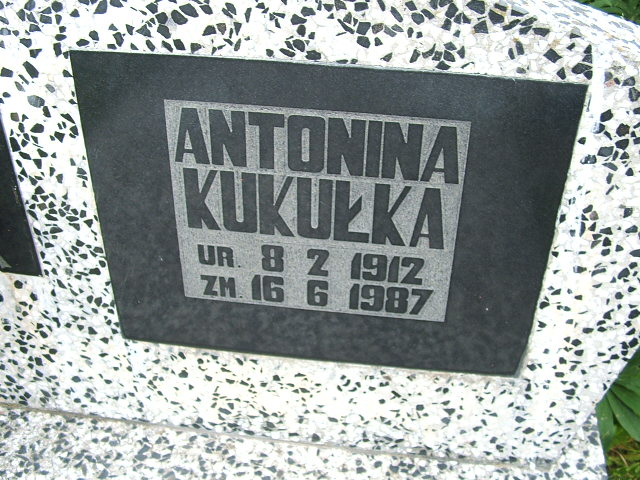 ANTONINA
KUKUŁKA
UR. 8 2 1912
ZM. 16 6 1987